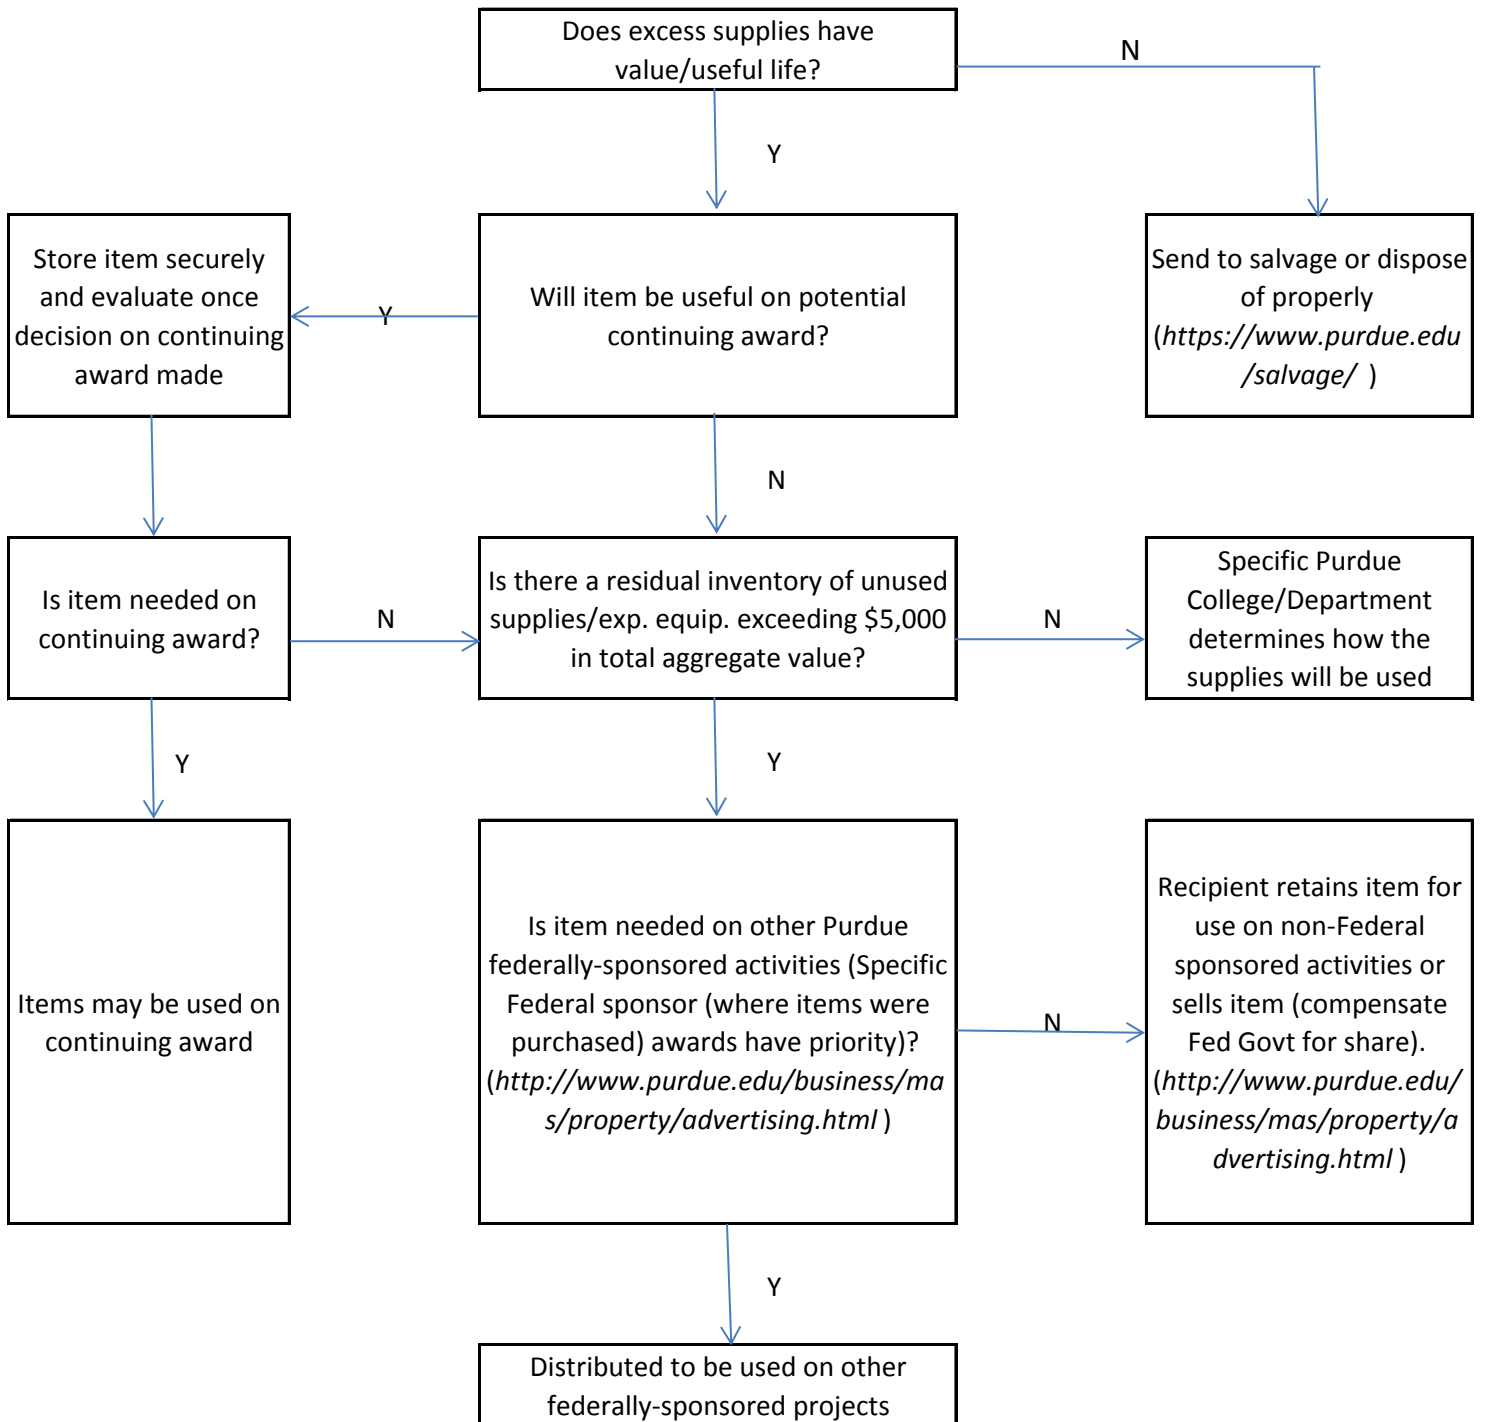 Does excess supplies have
value/useful life?
N
Y
Store item securely
and evaluate once
decision on continuing
award made
Y
Will item be useful on potential
continuing award?
Send to salvage or dispose
of properly
(https://www.purdue.edu
/salvage/ )
N
Is item needed on
continuing award?
N
Is there a residual inventory of unused
supplies/exp. equip. exceeding $5,000
in total aggregate value?
N
Specific Purdue
College/Department
determines how the
supplies will be used
Y
Y
Items may be used on
continuing award
Is item needed on other Purdue
federally-sponsored activities (Specific
Federal sponsor (where items were
purchased) awards have priority)?
(http://www.purdue.edu/business/ma
s/property/advertising.html )
N
Recipient retains item for
use on non-Federal
sponsored activities or
sells item (compensate
Fed Govt for share).
(http://www.purdue.edu/
business/mas/property/a
dvertising.html )
Y
Distributed to be used on other
federally-sponsored projects